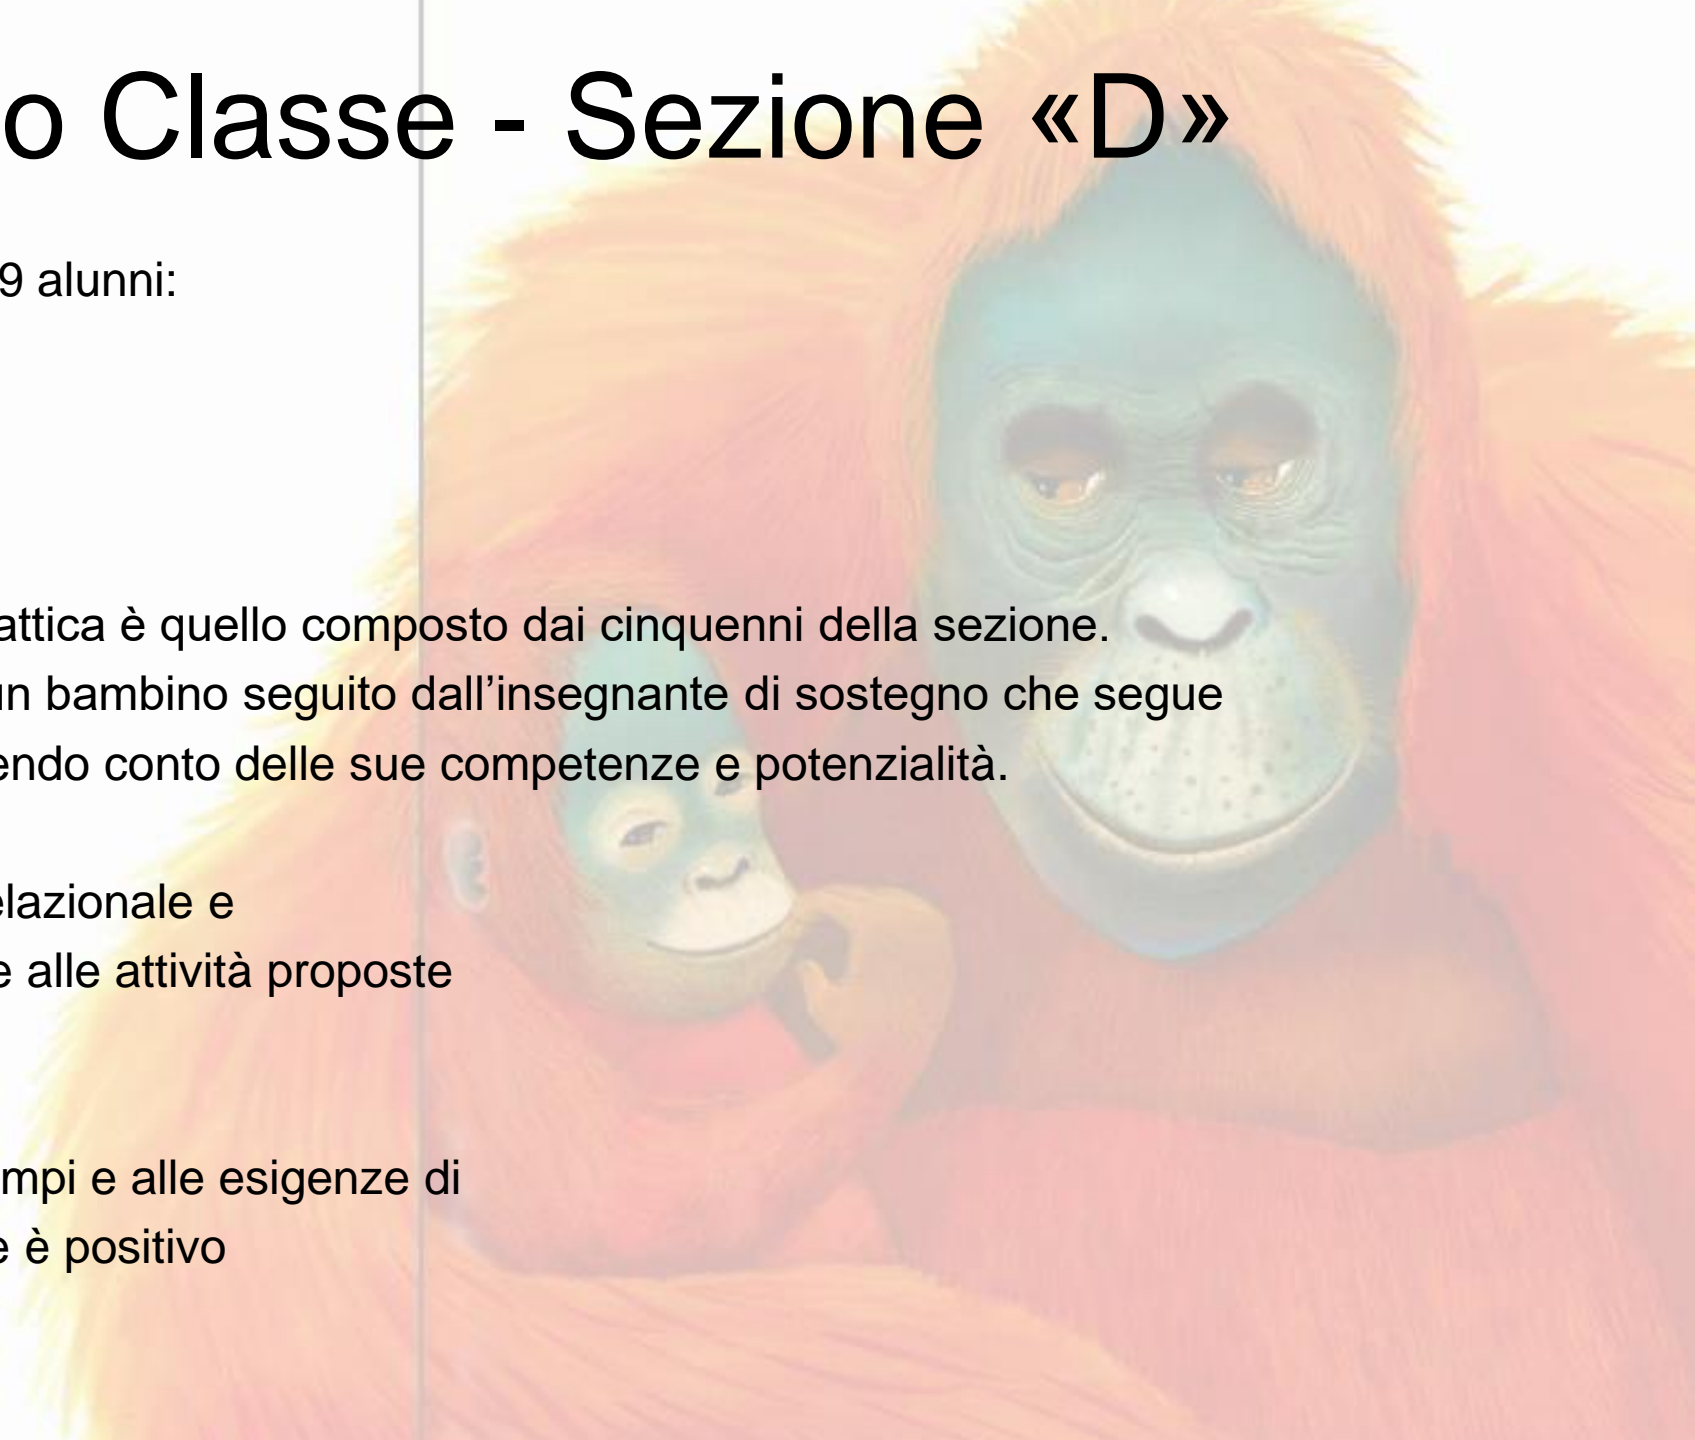 o Classe - Sezione «D»
9 alunni:
attica è quello composto dai cinquenni della sezione.
un bambino seguito dall’insegnante di sostegno che segue
endo conto delle sue competenze e potenzialità.
elazionale e
e alle attività proposte
mpi e alle esigenze di
e è positivo